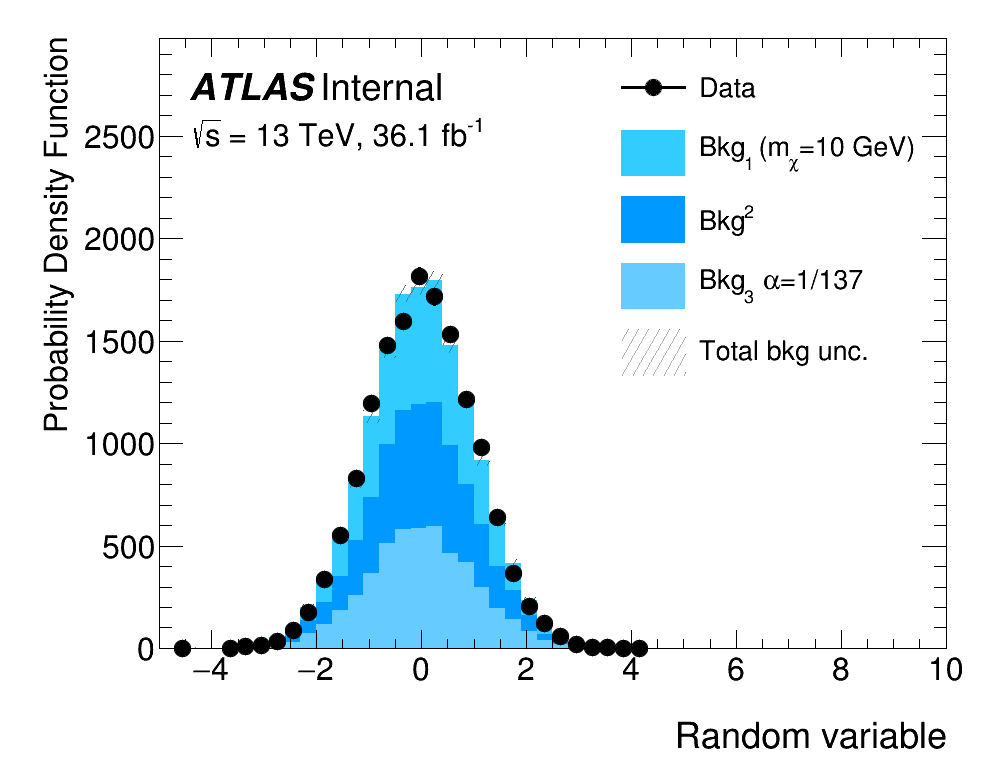 Probability Density Function
ATLAS Internal
√s = 13 TeV, 36.1 fb⁻¹
Data
Bkg₁ (mᵪ=10 GeV)
Bkg²
Bkg₃ α=1/137
Total bkg unc.
2500
2000
1500
1000
500
0
−4 −2 0 2 4 6 8 10
Random variable